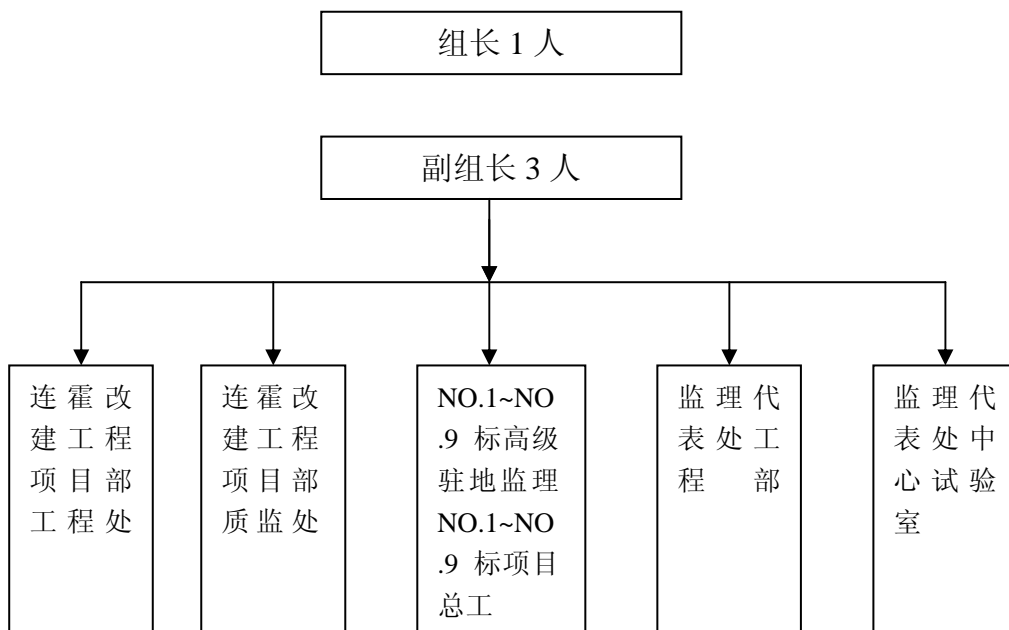 组长 1 人
副组长 3 人
连霍改
建工程
项目部
工程处
连霍改
建工程
项目部
质监处
NO.1~NO
.9 标高级
驻地监理
NO.1~NO
.9 标项目
总工
监理代
表处工
程部
监理代
表处中
心试验
室